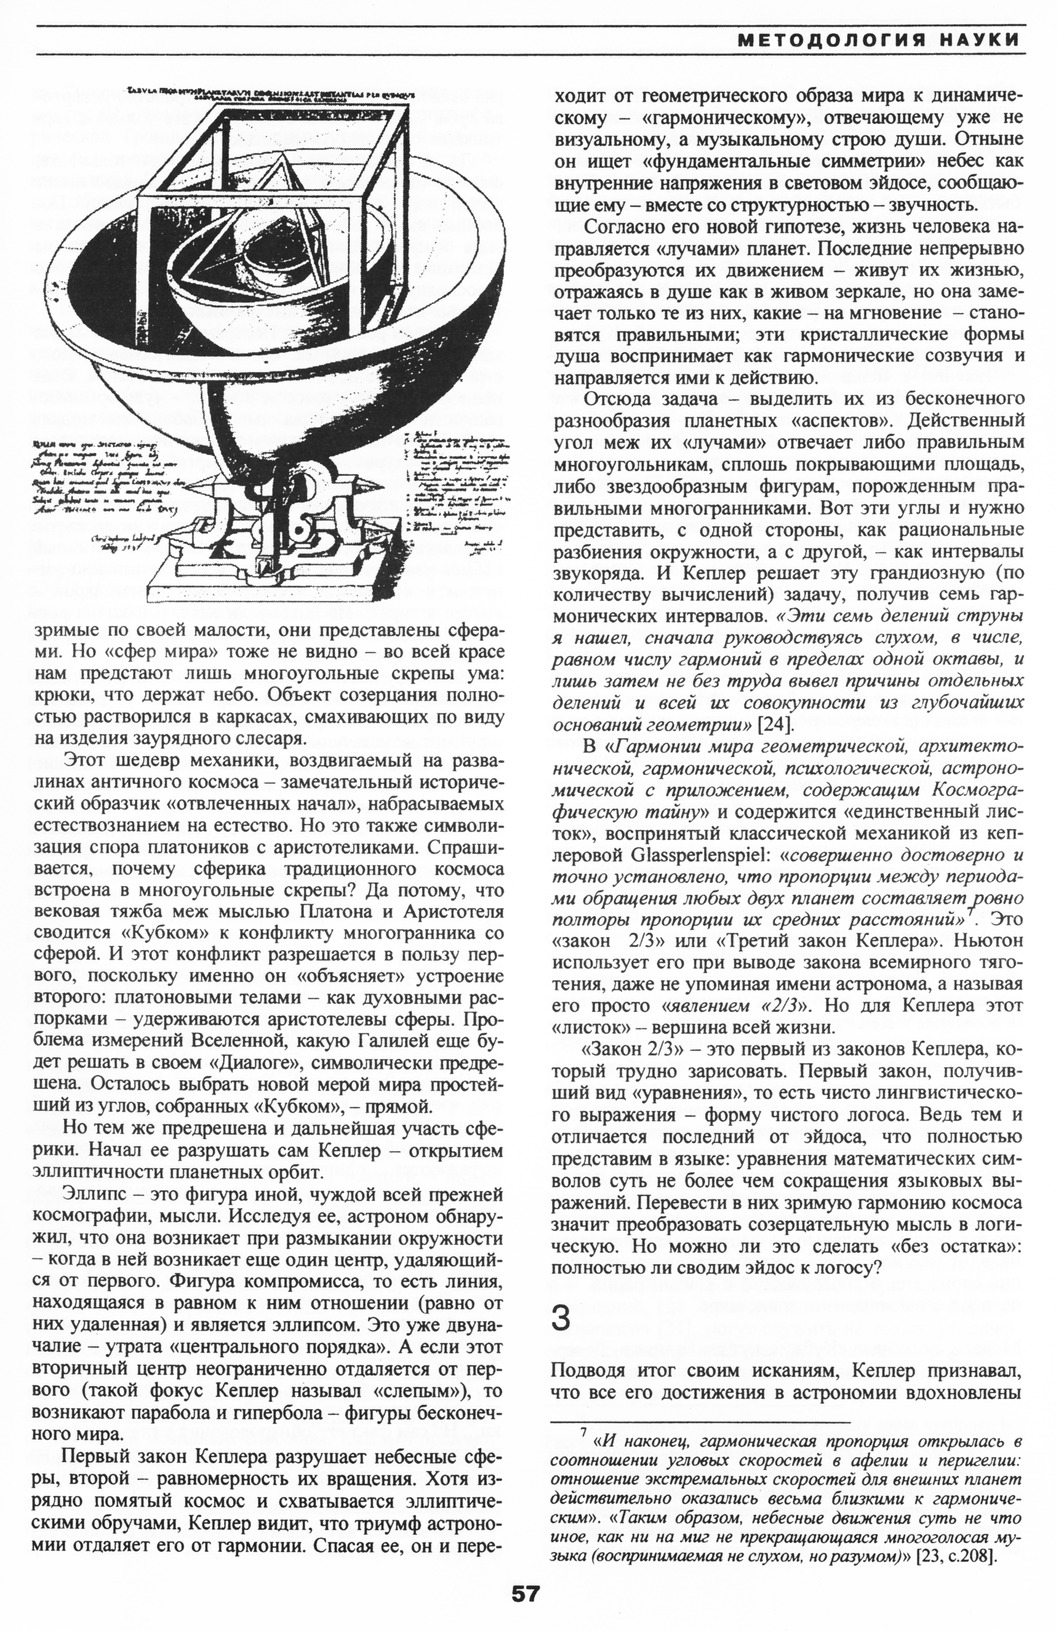 МЕТОДОЛОГИЯ НАУКИ
зримые по своей малости, они представлены сфера-
ми. Но «сфер мира» тоже не видно – во всей красе
нам предстают лишь многоугольные скрепы ума:
крюки, что держат небо. Объект созерцания полно-
стью растворился в каркасах, смахивающих по виду
на изделия заурядного слесаря.
Этот шедевр механики, воздвигаемый на разва-
линах античного космоса – замечательный историче-
ский образчик «отвлеченных начал», набрасываемых
естествознанием на естество. Но это также символи-
зация спора платоников с аристотеликами. Спраши-
вается, почему сферика традиционного космоса
встроена в многоугольные скрепы? Да потому, что
вековая тяжба меж мыслью Платона и Аристотеля
сводится «Кубком» к конфликту многогранника со
сферой. И этот конфликт разрешается в пользу пер-
вого, поскольку именно он «объясняет» устроение
второго: платоновыми телами – как духовными рас-
порками – удерживаются аристотелевы сферы. Про-
блема измерений Вселенной, какую Галилей еще бу-
дет решать в своем «Диалоге», символически предре-
шена. Осталось выбрать новой мерой мира простей-
ший из углов, собранных «Кубком», – прямой.
Но тем же предрешена и дальнейшая участь сфе-
рики. Начал ее разрушать сам Кеплер – открытием
эллиптичности планетных орбит.
Эллипс – это фигура иной, чуждой всей прежней
космографии, мысли. Исследуя ее, астроном обнару-
жил, что она возникает при размыкании окружности
– когда в ней возникает еще один центр, удаляющий-
ся от первого. Фигура компромисса, то есть линия,
находящаяся в равном к ним отношении (равно от
них удаленная) и является эллипсом. Это уже двуна-
чалие – утрата «центрального порядка». А если этот
вторичный центр неограниченно отдаляется от пер-
вого (такой фокус Кеплер называл «слепым»), то
возникают парабола и гипербола – фигуры бесконеч-
ного мира.
Первый закон Кеплера разрушает небесные сфе-
ры, второй – равномерность их вращения. Хотя из-
рядно помятый космос и схватывается эллиптиче-
скими обручами, Кеплер видит, что триумф астроно-
мии отдаляет его от гармонии. Спасая ее, он и пере-
ходит от геометрического образа мира к динамиче-
скому – «гармоническому», отвечающему уже не
визуальному, а музыкальному строю души. Отныне
он ищет «фундаментальные симметрии» небес как
внутренние напряжения в световом эйдосе, сообщаю-
щие ему – вместе со структурностью – звучность.
Согласно его новой гипотезе, жизнь человека на-
правляется «лучами» планет. Последние непрерывно
преобразуются их движением – живут их жизнью,
отражаясь в душе как в живом зеркале, но она заме-
чает только те из них, какие – на мгновение – стано-
вятся правильными; эти кристаллические формы
душа воспринимает как гармонические созвучия и
направляется ими к действию.
Отсюда задача – выделить их из бесконечного
разнообразия планетных «аспектов». Действенный
угол меж их «лучами» отвечает либо правильным
многоугольникам, сплошь покрывающими площадь,
либо звездообразным фигурам, порожденным пра-
вильными многогранниками. Вот эти углы и нужно
представить, с одной стороны, как рациональные
разбиения окружности, а с другой, – как интервалы
звукоряда. И Кеплер решает эту грандиозную (по
количеству вычислений) задачу, получив семь гар-
монических интервалов. «Эти семь делений струны
я нашел, сначала руководствуясь слухом, в числе,
равном числу гармоний в пределах одной октавы, и
лишь затем не без труда вывел причины отдельных
делений и всей их совокупности из глубочайших
оснований геометрии» [24].
В «Гармонии мира геометрической, архитекто-
нической, гармонической, психологической, астроно-
мической с приложением, содержащим Космогра-
фическую тайну» и содержится «единственный лис-
ток», воспринятый классической механикой из кеп-
леровой Glassperlenspiel: «совершенно достоверно и
точно установлено, что пропорции между периода-
ми обращения любых двух планет составляет ровно
полторы пропорции их средних расстояний»7. Это
«закон 2/3» или «Третий закон Кеплера». Ньютон
использует его при выводе закона всемирного тяго-
тения, даже не упоминая имени астронома, а называя
его просто «явлением «2/3». Но для Кеплера этот
«листок» – вершина всей жизни.
«Закон 2/3» – это первый из законов Кеплера, ко-
торый трудно зарисовать. Первый закон, получив-
ший вид «уравнения», то есть чисто лингвистическо-
го выражения – форму чистого логоса. Ведь тем и
отличается последний от эйдоса, что полностью
представим в языке: уравнения математических сим-
волов суть не более чем сокращения языковых вы-
ражений. Перевести в них зримую гармонию космоса
значит преобразовать созерцательную мысль в логи-
ческую. Но можно ли это сделать «без остатка»:
полностью ли сводим эйдос к логосу?
3
Подводя итог своим исканиям, Кеплер признавал,
что все его достижения в астрономии вдохновлены
7 «И наконец, гармоническая пропорция открылась в
соотношении угловых скоростей в афелии и перигелии:
отношение экстремальных скоростей для внешних планет
действительно оказались весьма близкими к гармониче-
ским». «Таким образом, небесные движения суть не что
иное, как ни на миг не прекращающаяся многоголосая му-
зыка (воспринимаемая не слухом, но разумом)» [23, с.208].
57